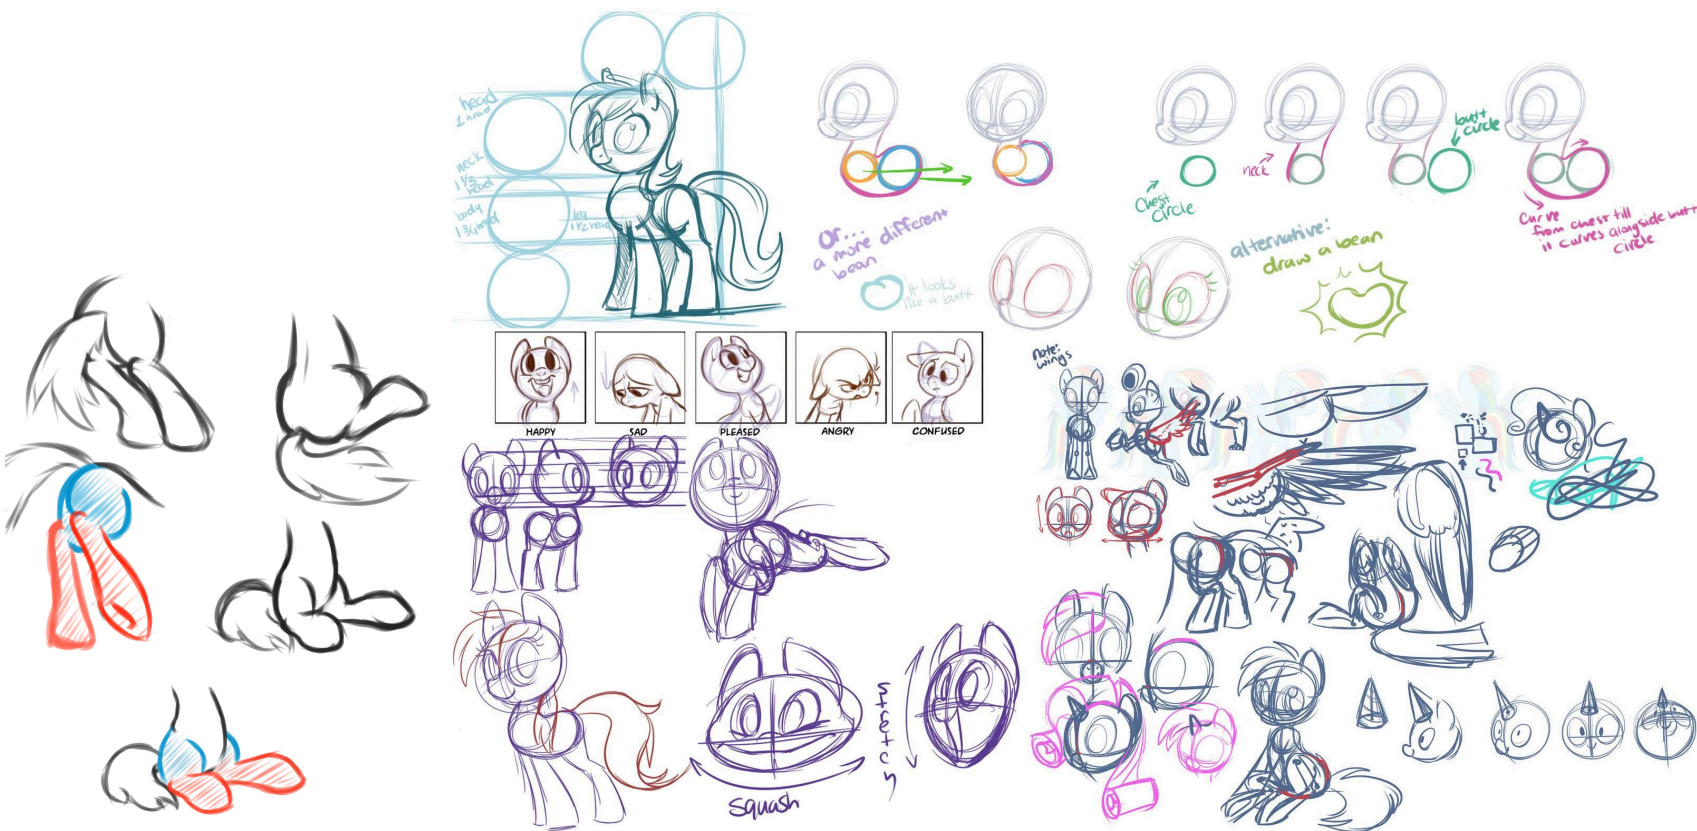 head
1 head
neck
1 1/3
head
body
1 3/4 head
leg
1 1/2 head
Or...
a more different
bean
it looks
like a butt
Chest
circle
neck
butt
circle
Curve
from chest till
it curves alongside butt
circle
alternative:
draw a bean
HAPPY
SAD
PLEASED
ANGRY
CONFUSED
note:
wings
squash
stretch